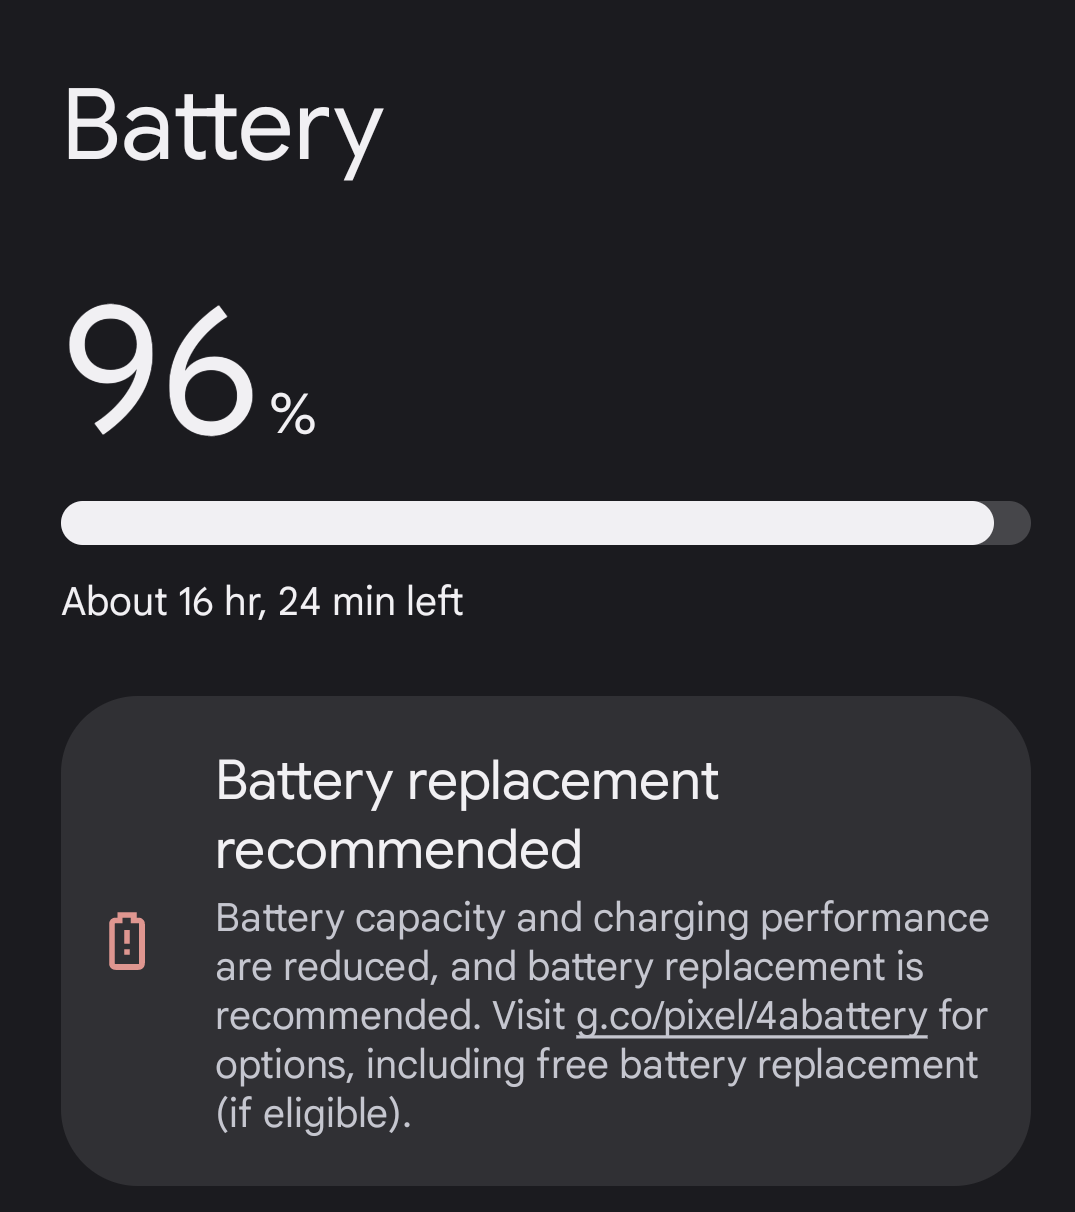 Battery
96 %
About 16 hr, 24 min left
Battery replacement
recommended
Battery capacity and charging performance
are reduced, and battery replacement is
recommended. Visit g.co/pixel/4abattery for
options, including free battery replacement
(if eligible).